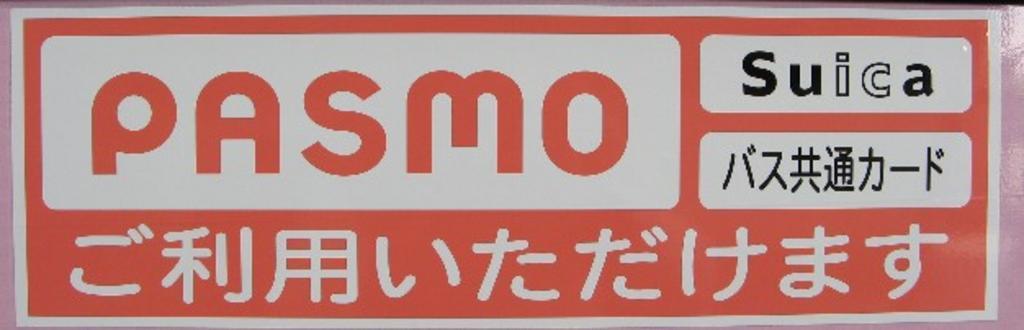 PASMO
Suica
バス共通カード
ご利用いただけます